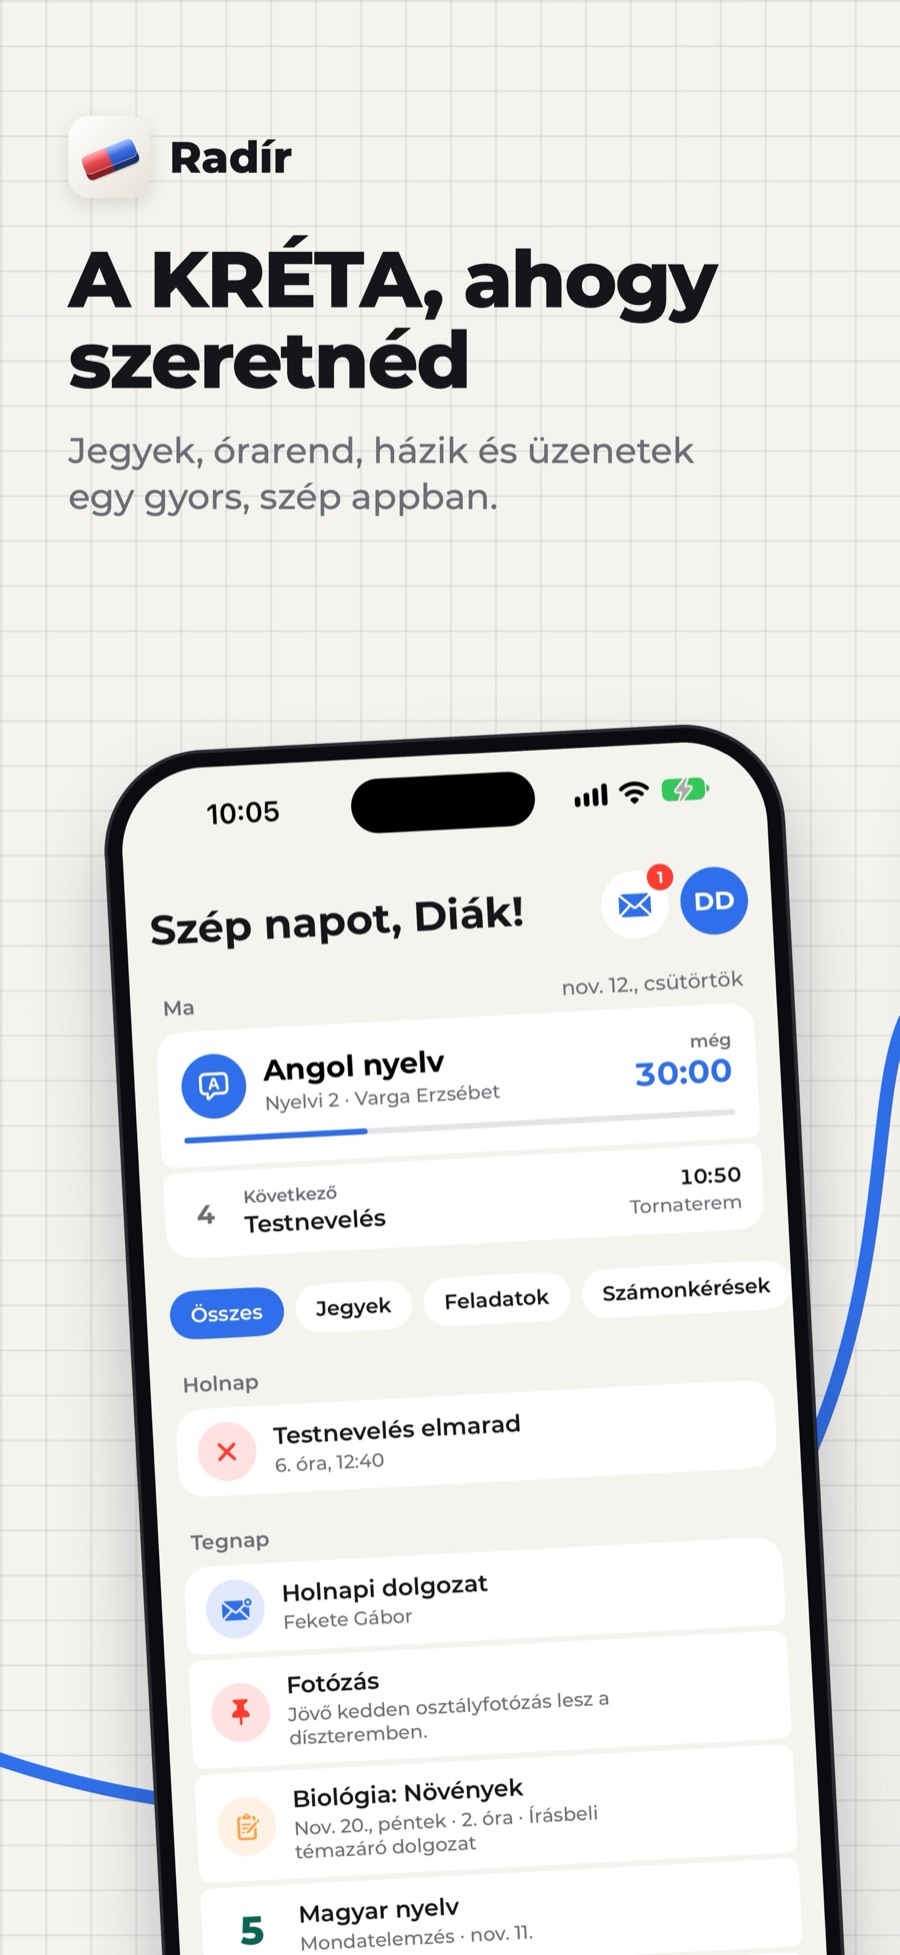 Radír
A KRÉTA, ahogy
szeretnéd
Jegyek, órarend, házik és üzenetek
egy gyors, szép appban.
10:05
Szép napot, Diák!
1
DD
Ma
nov. 12., csütörtök
A
Angol nyelv
Nyelvi 2 · Varga Erzsébet
még
30:00
4
Következő
Testnevelés
10:50
Tornaterem
Összes
Jegyek
Feladatok
Számonkérések
Holnap
Testnevelés elmarad
6. óra, 12:40
Tegnap
Holnapi dolgozat
Fekete Gábor
Fotózás
Jövő kedden osztályfotózás lesz a
díszteremben.
Biológia: Növények
Nov. 20., péntek · 2. óra · Írásbeli
témazáró dolgozat
5
Magyar nyelv
Mondatelemzés · nov. 11.